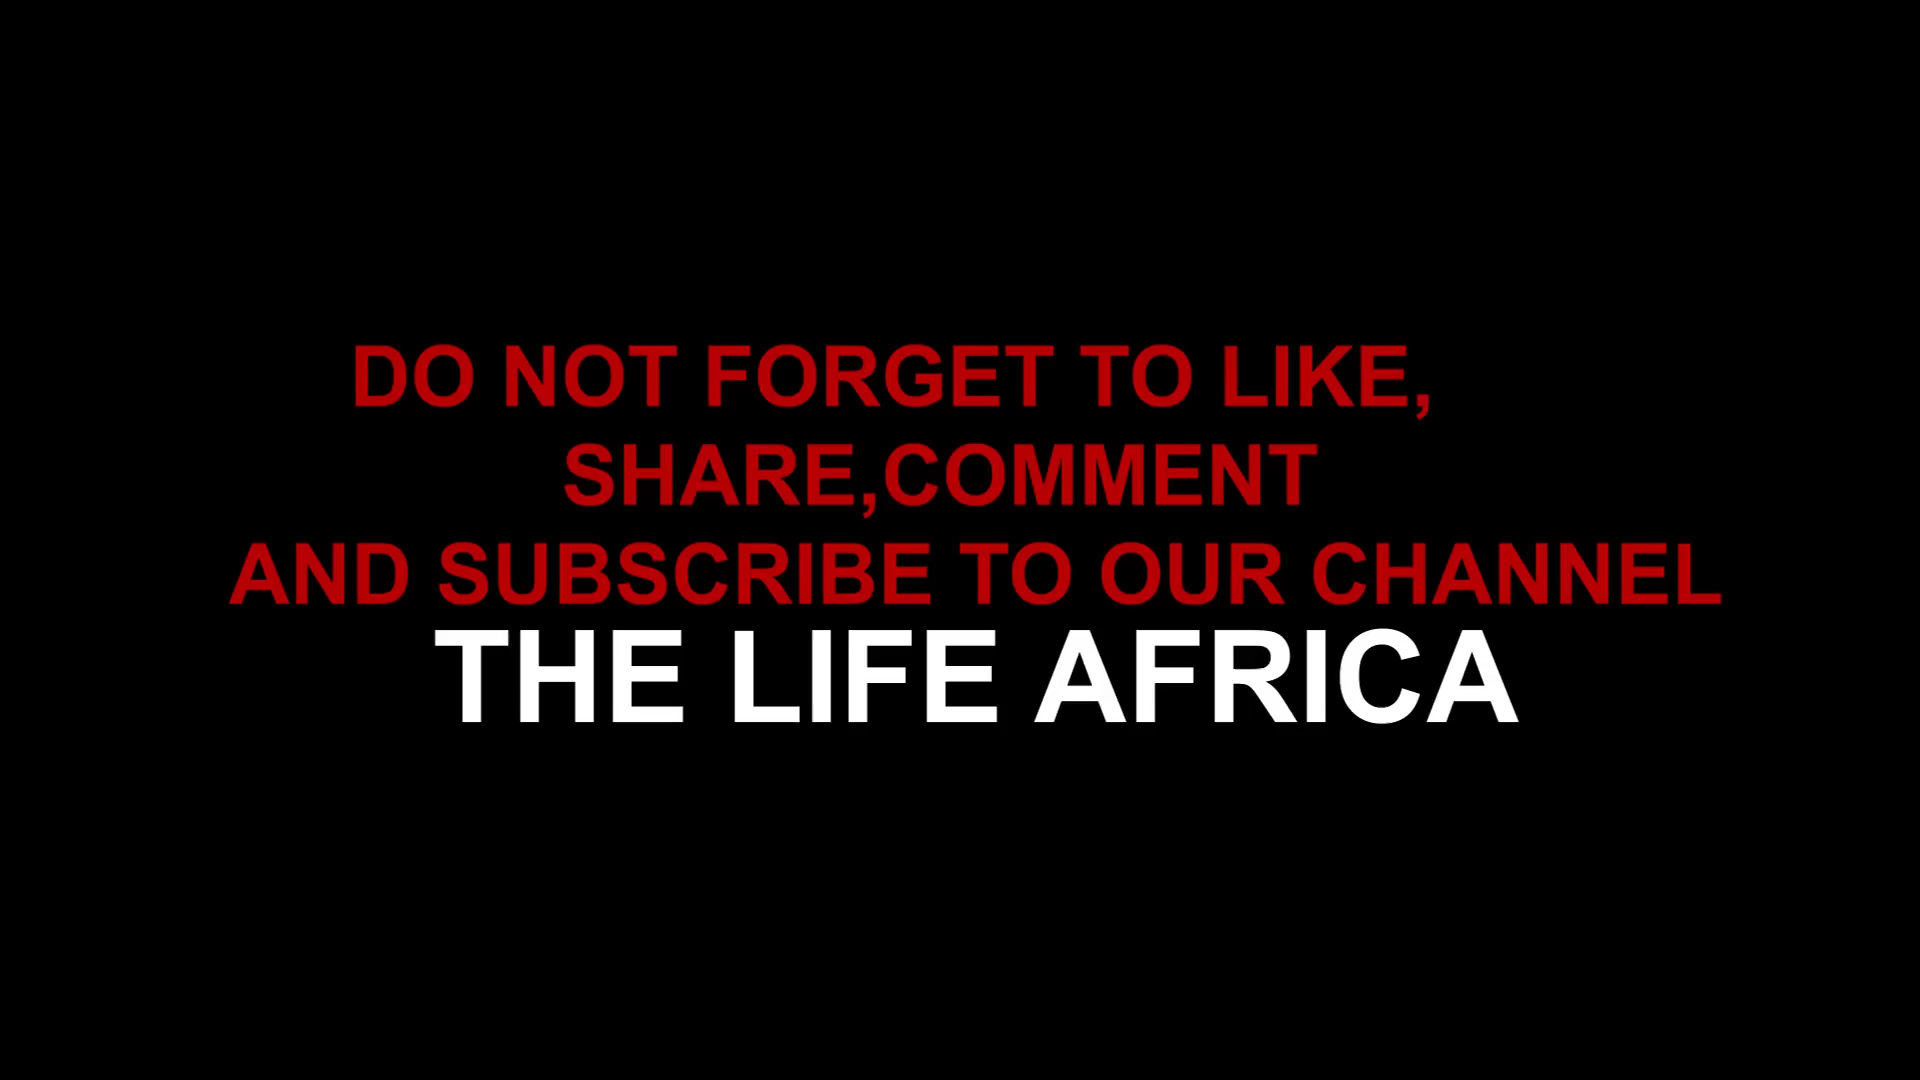 DO NOT FORGET TO LIKE,
SHARE,COMMENT
AND SUBSCRIBE TO OUR CHANNEL
THE LIFE AFRICA